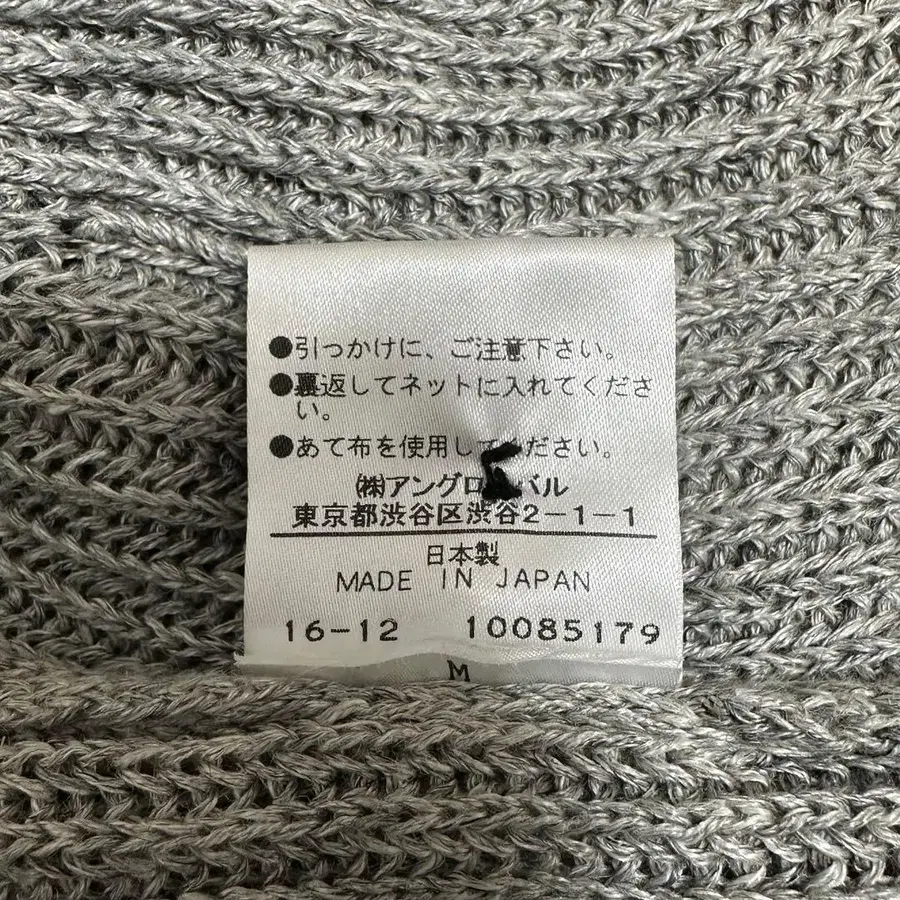 ●引っかけに、ご注意下さい。
●裏返してネットに入れてくださ
い。
●あて布を使用してください。
㈱アングローバル
東京都渋谷区渋谷2-1-1
日本製
MADE IN JAPAN
16-12 10085179
M